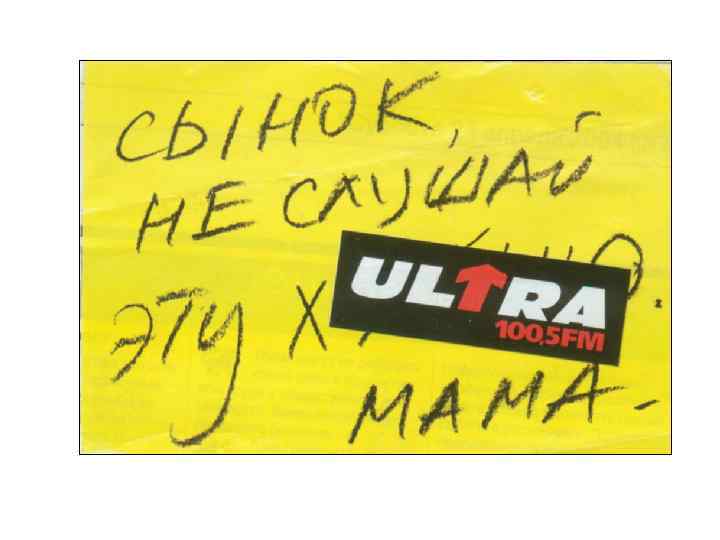 СЫНОК,
НЕ СЛУШАЙ
ULTRA
100,5FM
ЭТУ
МАМА-